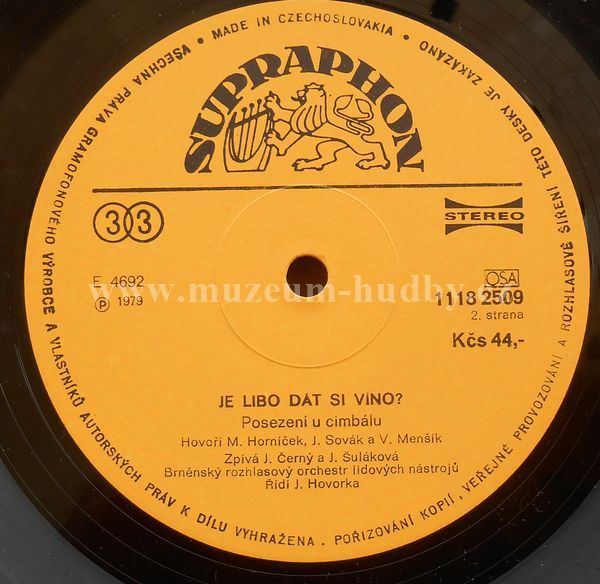 VŠECHNA PRÁVA GRAMOFONOVÉHO VÝROBCE A VLASTNÍKŮ AUTORSKÝCH PRÁV K DÍLU VYHRAŽENA . POŘIZOVÁNÍ KOPIÍ, VEŘEJNÉ PROVOZOVÁNÍ A ROZHLASOVÉ ŠÍŘENÍ TÉTO DESKY JE ZAKÁZÁNO
• MADE IN CZECHOSLOVAKIA •
SUPRAPHON
33
STEREO
F 4692
OSA
℗ 1979
1118 2509
www.muzeum-hudby.cz
2. strana
Kčs 44,-
JE LIBO DÁT SI VÍNO?
Posezení u cimbálu
Hovoří M. Horníček, J. Sovák a V. Menšík
Zpívá J. Černý a J. Šuláková
Brněnský rozhlasový orchestr lidových nástrojů
Řídí J. Hovorka